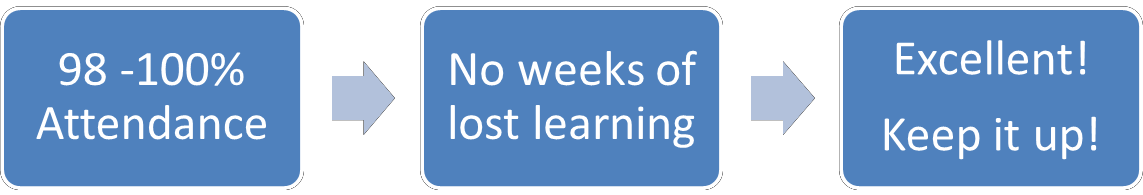 98 -100%
Attendance
No weeks of
lost learning
Excellent!
Keep it up!